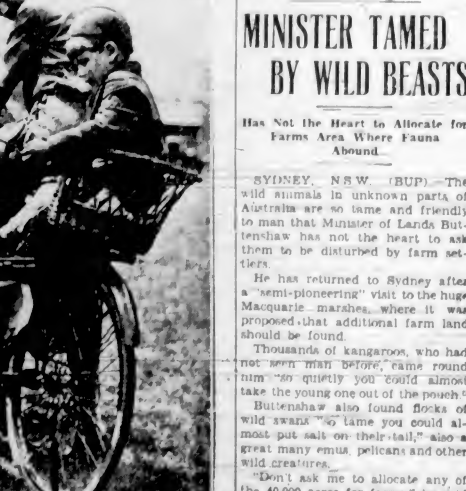 MINISTER TAMED
BY WILD BEASTS
Has Not the Heart to Allocate for
Farms Area Where Fauna
Abound
SYDNEY, N S W. (BUP)—The
wild animals in unknown parts of
Australia are so tame and friendly
to man that Minister of Lands But-
tenshaw has not the heart to ask
them to be disturbed by farm set-
tlers.
He has returned to Sydney after
a "semi-pioneering" visit to the huge
Macquarie marshes, where it was
proposed that additional farm land
should be found.
Thousands of kangaroos, who had
not seen man before, came round
him "so quietly you could almost
take the young one out of the pouch."
Buttenshaw also found flocks of
wild swans "so tame you could al-
most put salt on their tail," also a
great many emus, pelicans and other
wild creatures.
"Don't ask me to allocate any of
the 40,000 acres for